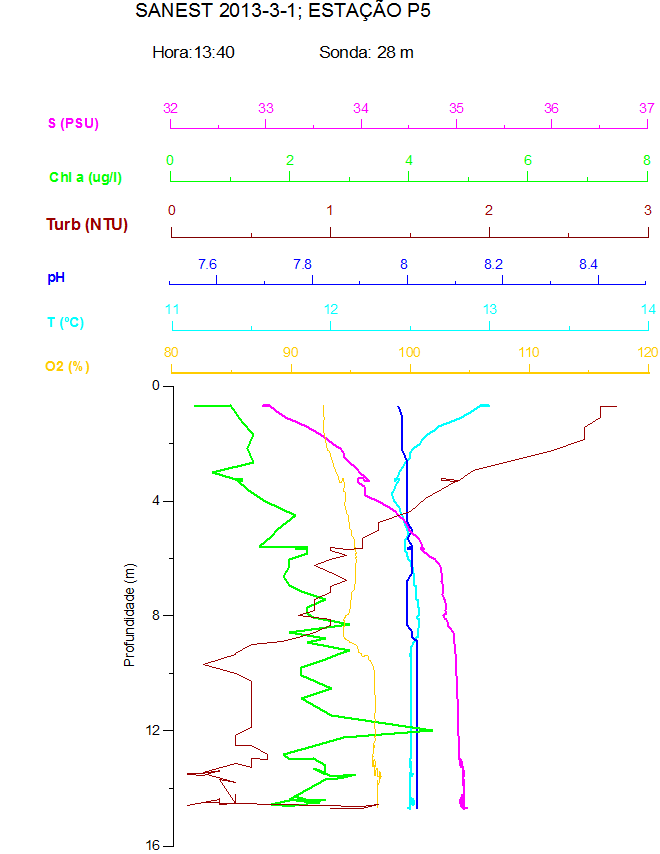 SANEST 2013-3-1; ESTAÇÃO P5
Hora:13:40 Sonda: 28 m
32 33 34 35 36 37
S (PSU)
0 2 4 6 8
Chl a (ug/l)
0 1 2 3
Turb (NTU)
7.6 7.8 8 8.2 8.4
pH
11 12 13 14
T (ºC)
80 90 100 110 120
O2 (%)
0
4
8
12
16
Profundidade (m)